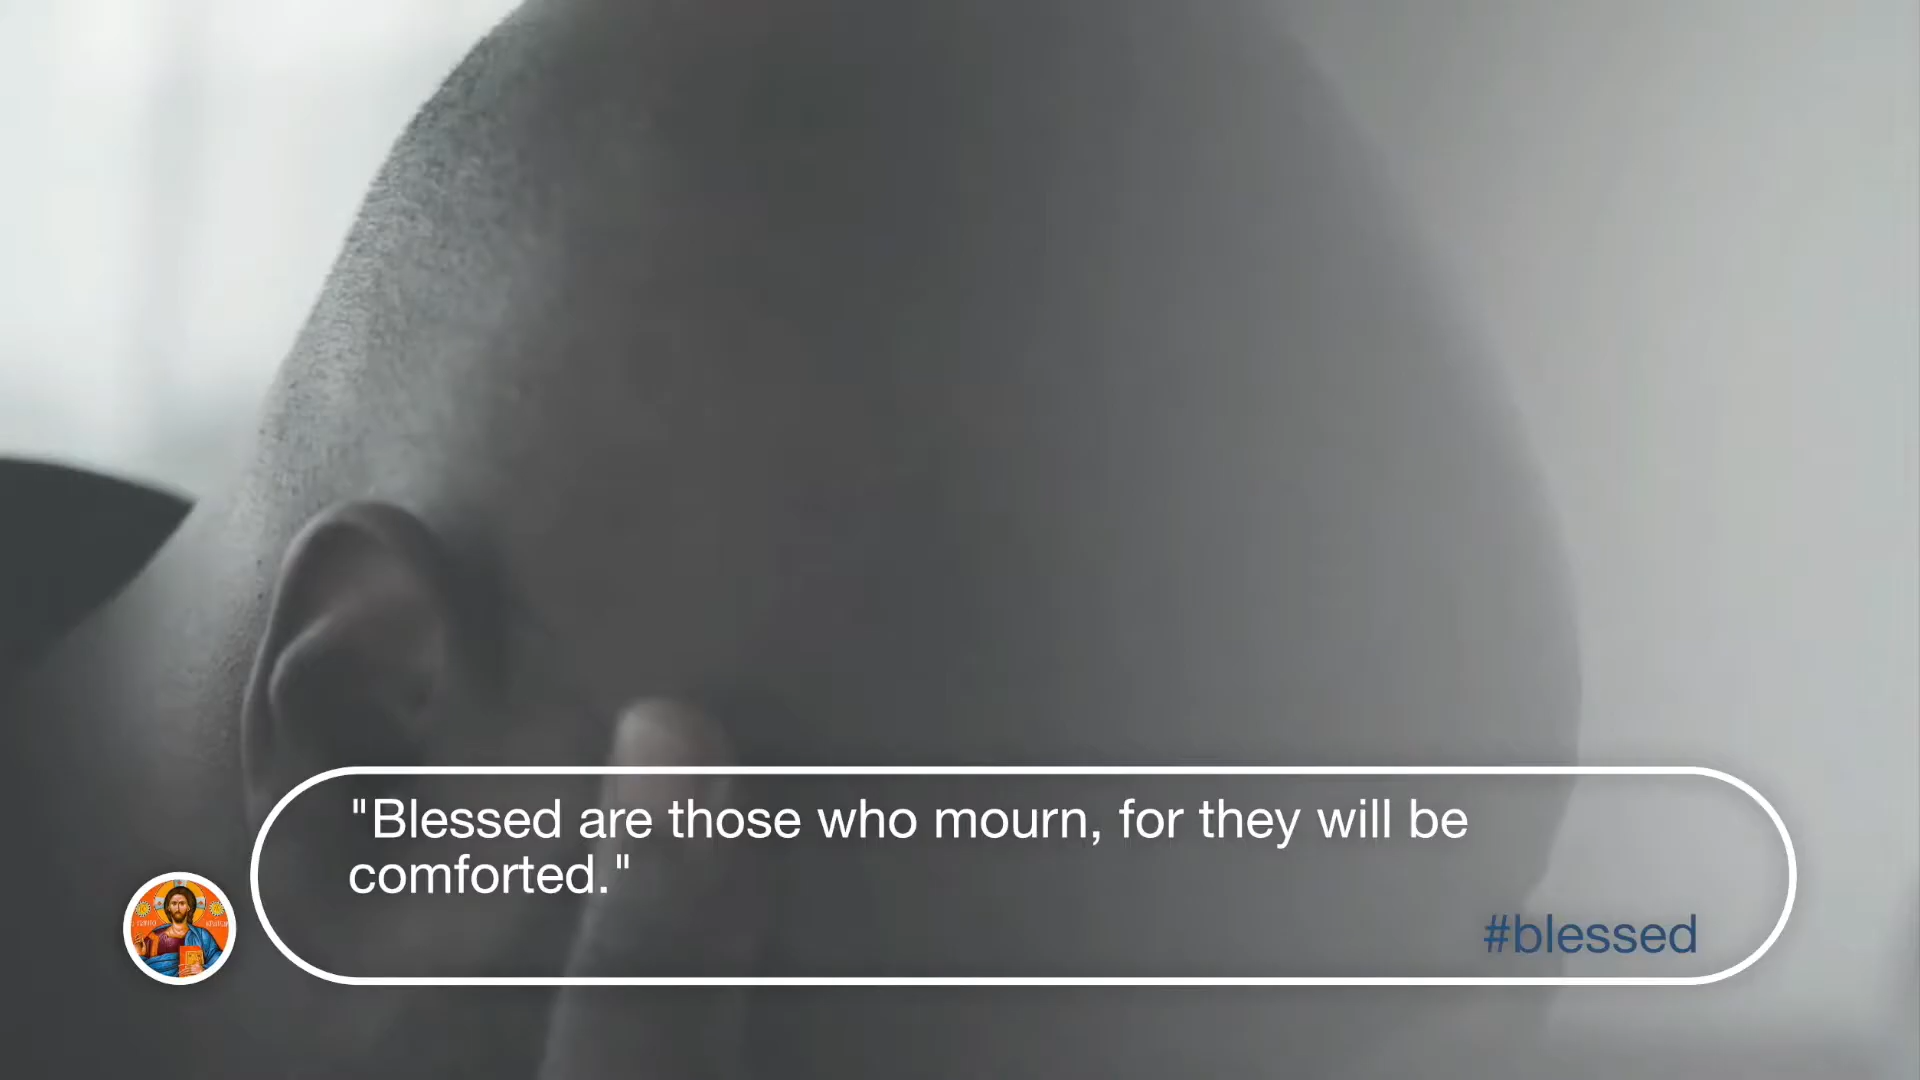 "Blessed are those who mourn, for they will be
comforted."
#blessed